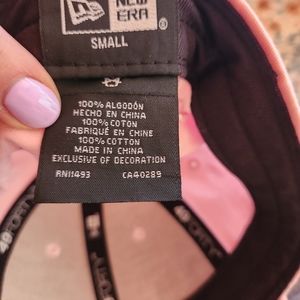 NEW
ERA
®
SMALL
100% ALGODÓN
HECHO EN CHINA
100% COTON
FABRIQUÉ EN CHINE
100% COTTON
MADE IN CHINA
EXCLUSIVE OF DECORATION
RN11493 CA40289